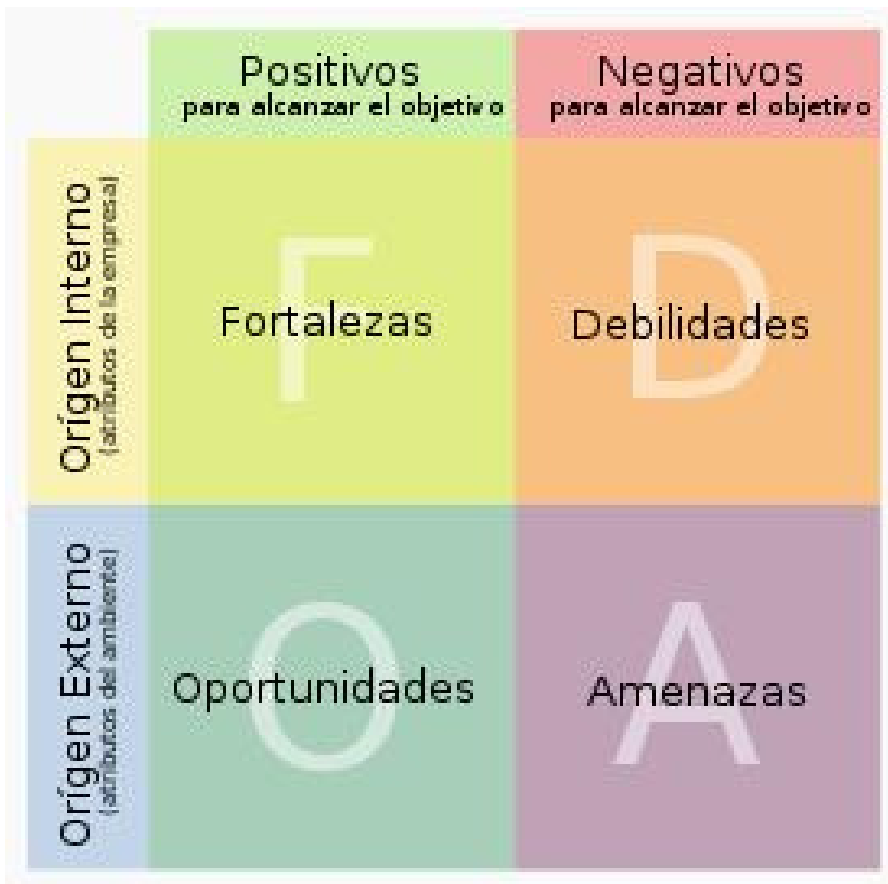 Positivos
para alcanzar el objetivo
Negativos
para alcanzar el objetivo
Orígen Interno
(atributos de la empresa)
F
Fortalezas
D
Debilidades
Orígen Externo
(atributos del ambiente)
O
Oportunidades
A
Amenazas